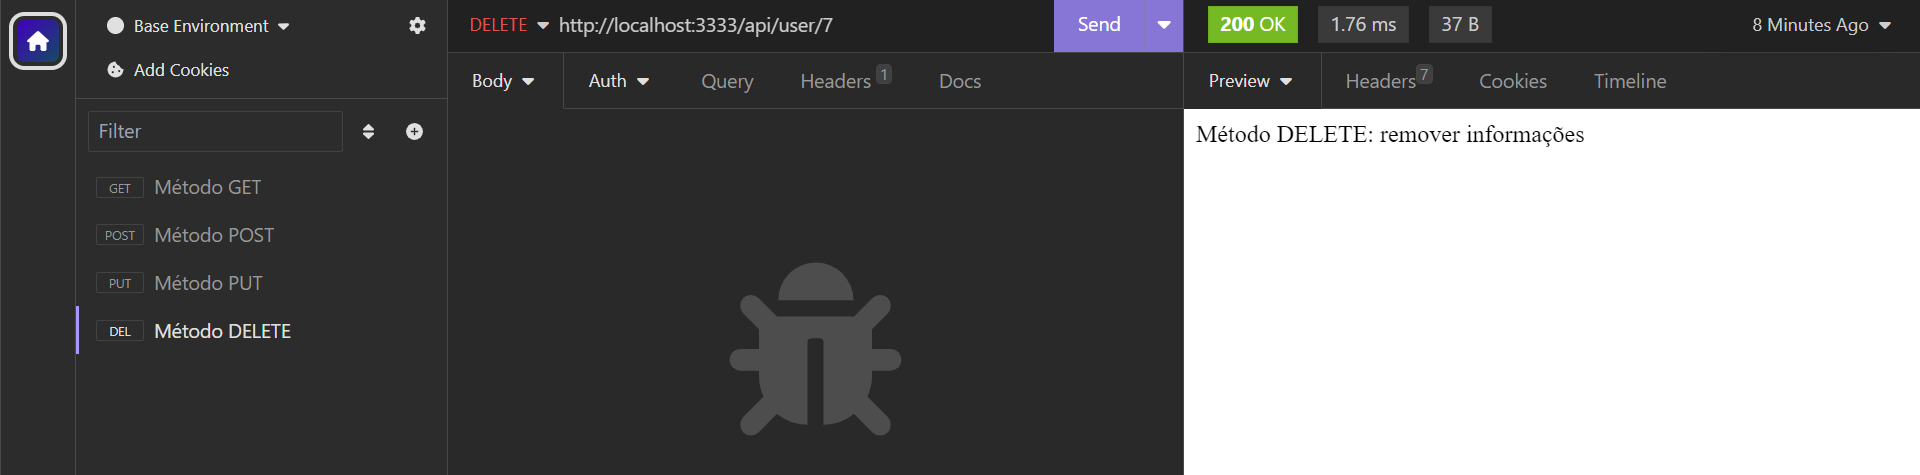 Base Environment
Add Cookies
Filter
GET Método GET
POST Método POST
PUT Método PUT
DEL Método DELETE
DELETE http://localhost:3333/api/user/7 Send
Body Auth Query Headers 1 Docs
200 OK 1.76 ms 37 B 8 Minutes Ago
Preview Headers 7 Cookies Timeline
Método DELETE: remover informações